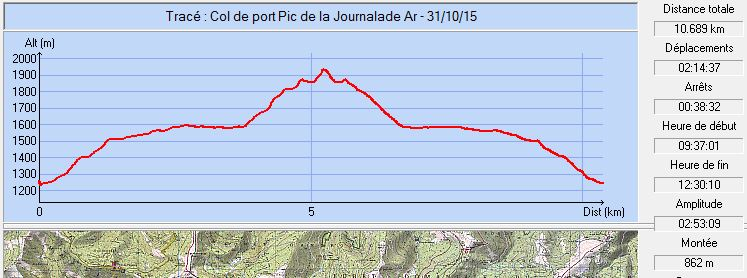 Tracé : Col de port Pic de la Journalade Ar - 31/10/15
Alt (m)
2000
1900
1800
1700
1600
1500
1400
1300
1200
0
5
Dist (km)
Distance totale
10.689 km
Déplacements
02:14:37
Arrêts
00:38:32
Heure de début
09:37:01
Heure de fin
12:30:10
Amplitude
02:53:09
Montée
862 m